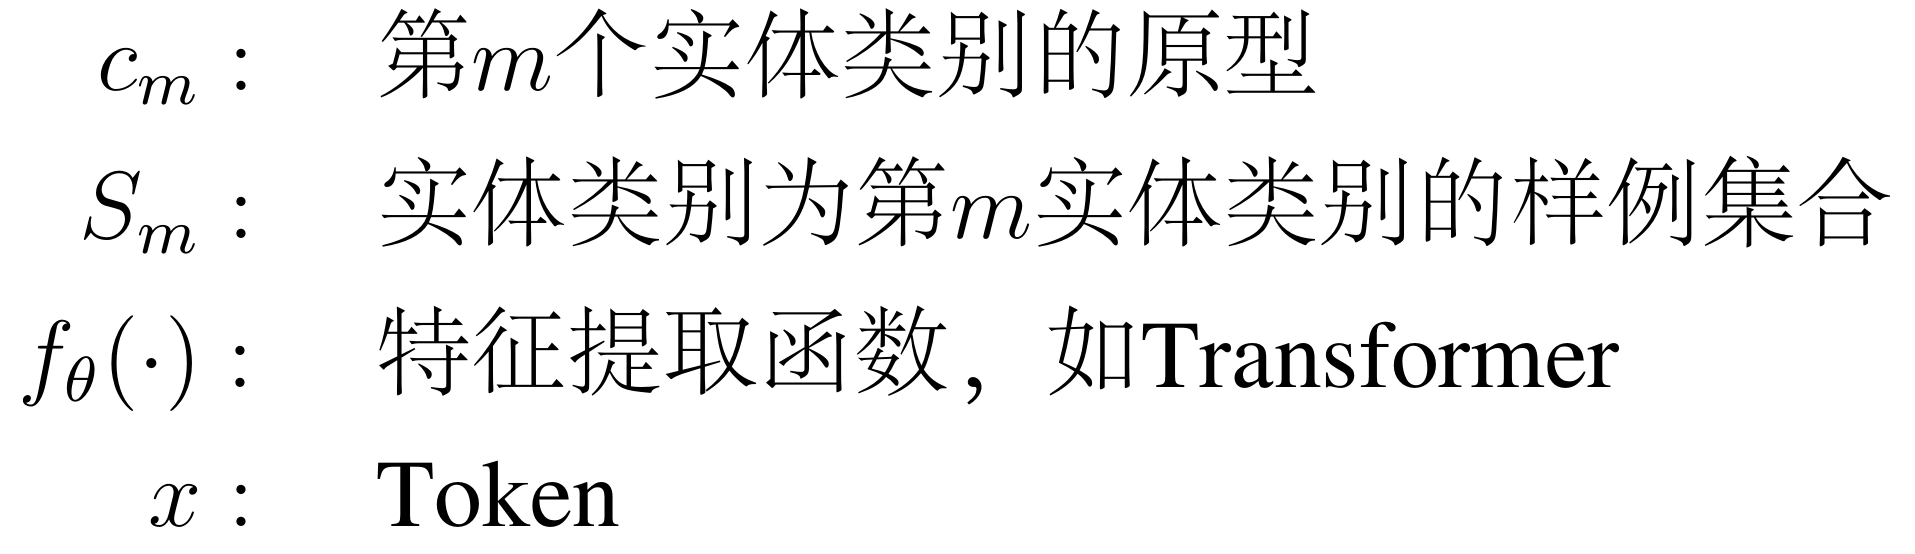 c_m : 第m个实体类别的原型
S_m : 实体类别为第m实体类别的样例集合
f_θ(·) : 特征提取函数，如Transformer
x : Token